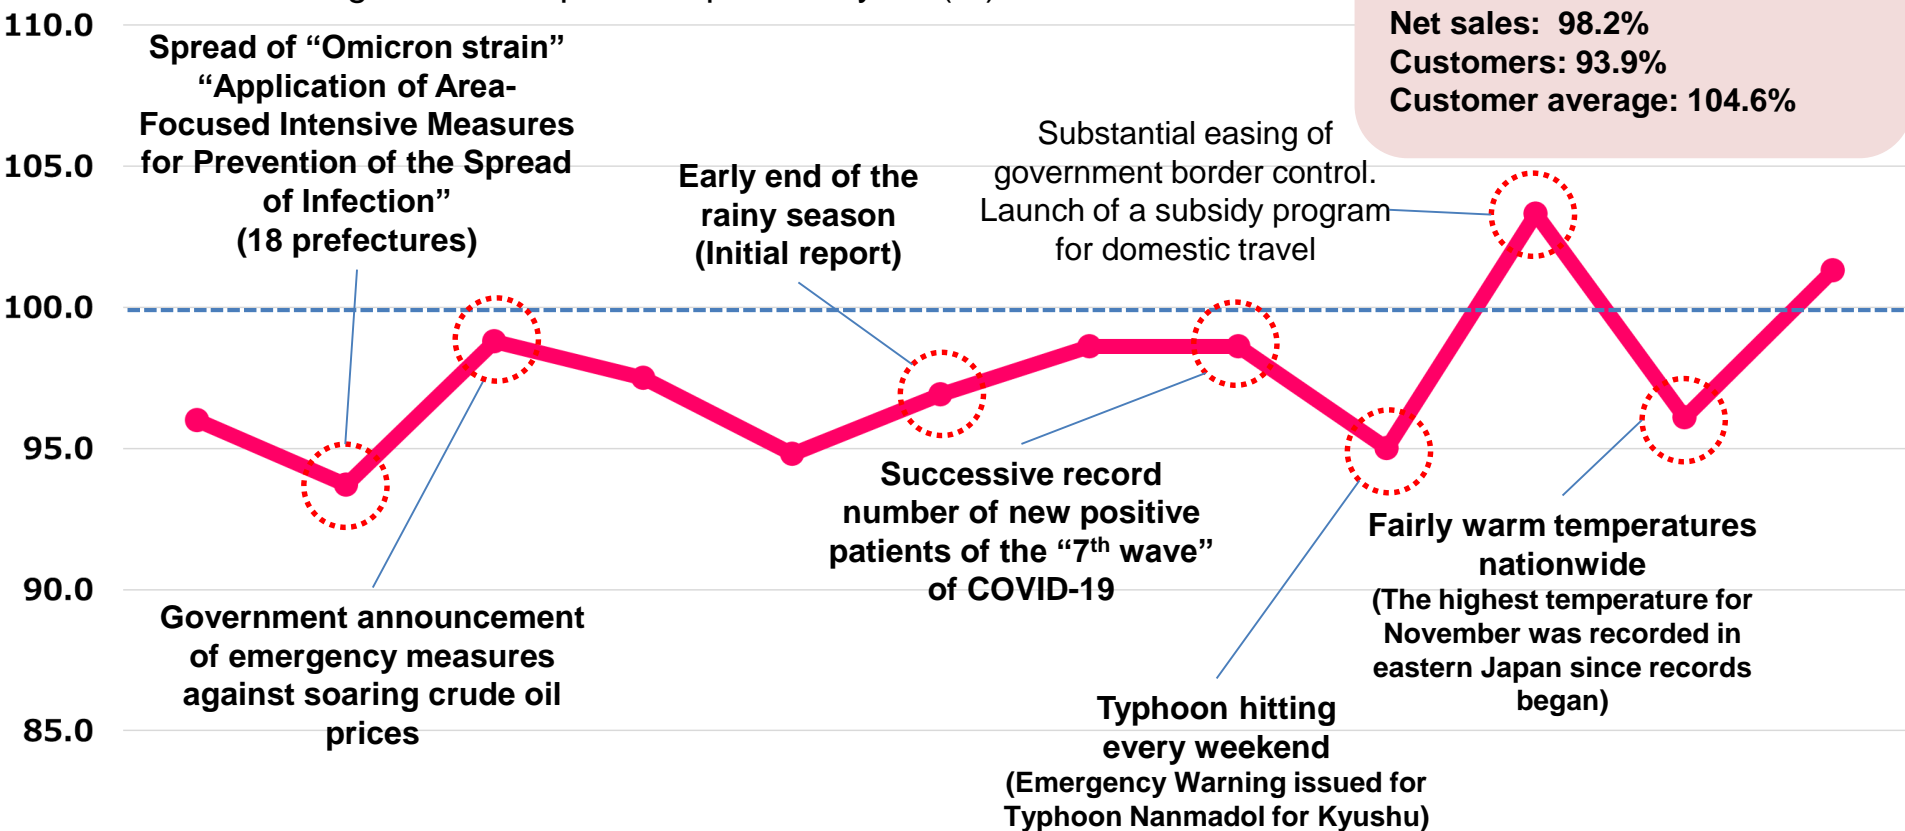 110.0
Net sales: 98.2%
Customers: 93.9%
Customer average: 104.6%
Spread of “Omicron strain”
“Application of Area-
Focused Intensive Measures
for Prevention of the Spread
of Infection”
(18 prefectures)
105.0
Early end of the
rainy season
(Initial report)
Substantial easing of
government border control.
Launch of a subsidy program
for domestic travel
100.0
95.0
Successive record
number of new positive
patients of the “7th wave”
of COVID-19
Fairly warm temperatures
nationwide
(The highest temperature for
November was recorded in
eastern Japan since records
began)
90.0
Government announcement
of emergency measures
against soaring crude oil
prices
85.0
Typhoon hitting
every weekend
(Emergency Warning issued for
Typhoon Nanmadol for Kyushu)